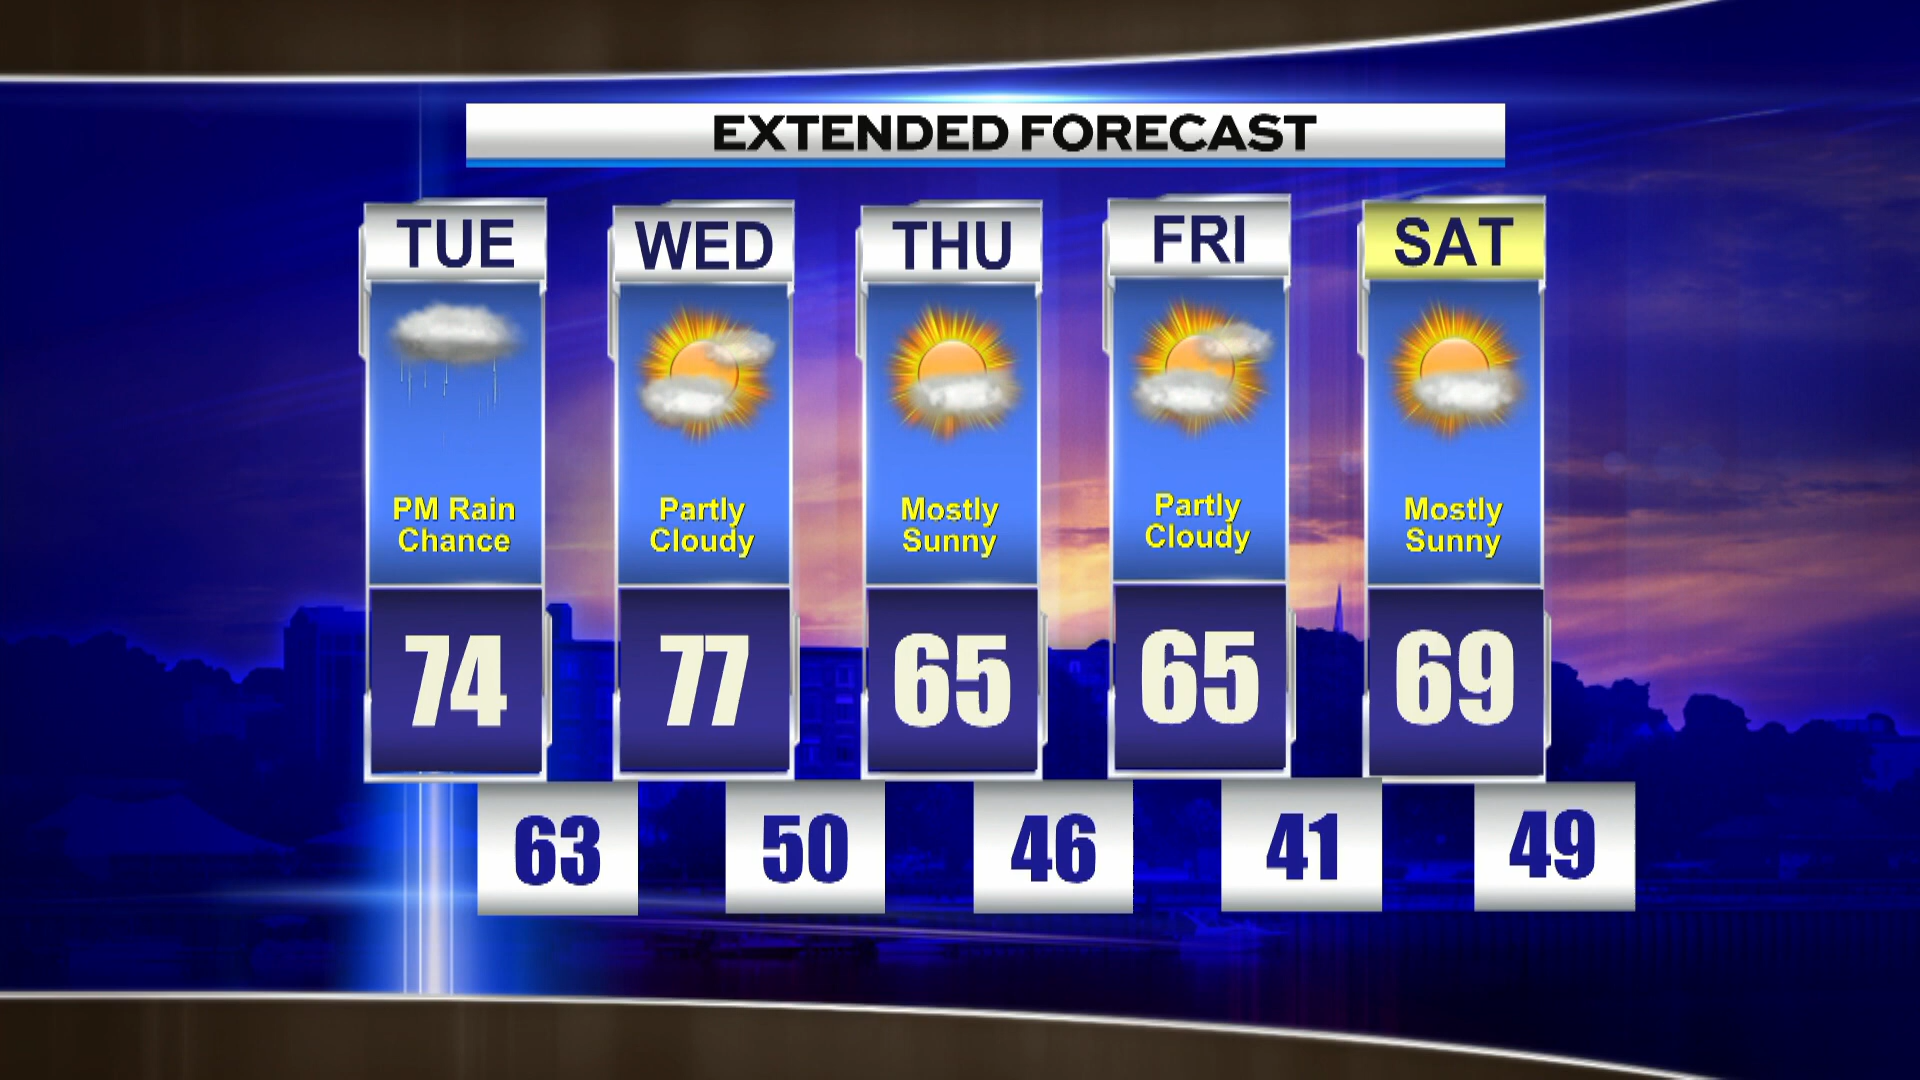 EXTENDED FORECAST
TUE WED THU FRI SAT
PM Rain Partly Mostly Partly Mostly
Chance Cloudy Sunny Cloudy Sunny
74 77 65 65 69
63 50 46 41 49